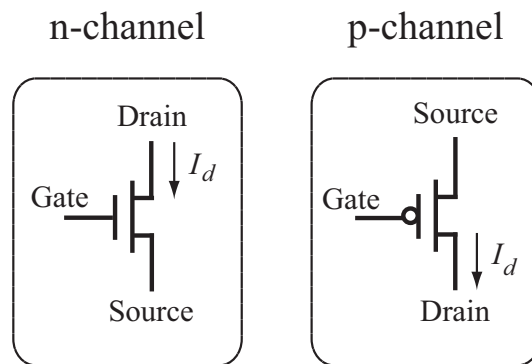 n-channel
Drain
I_d
Gate
Source
p-channel
Source
Gate
I_d
Drain